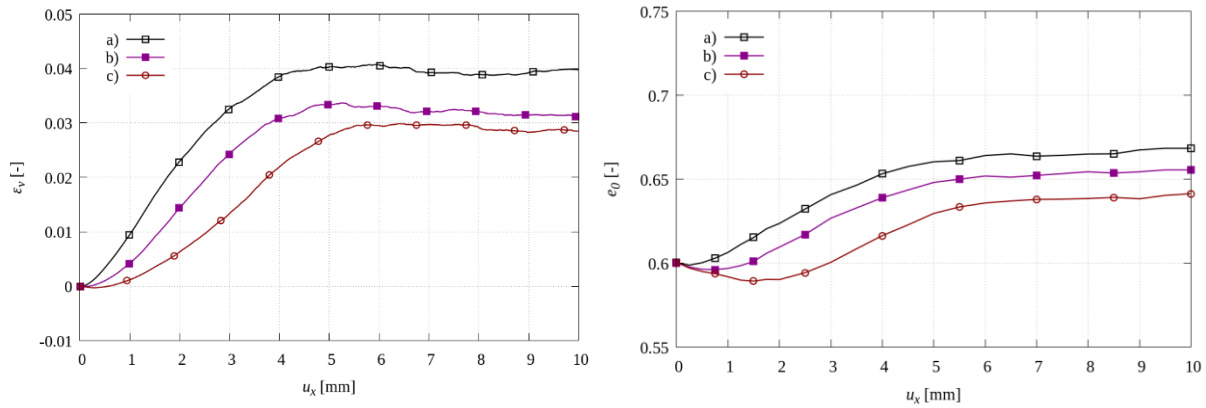 0.05
0.04
0.03
0.02
0.01
0
-0.01
εv [-]
a)
b)
c)
0 1 2 3 4 5 6 7 8 9 10
ux [mm]
0.75
0.7
0.65
0.6
0.55
e0 [-]
a)
b)
c)
0 1 2 3 4 5 6 7 8 9 10
ux [mm]